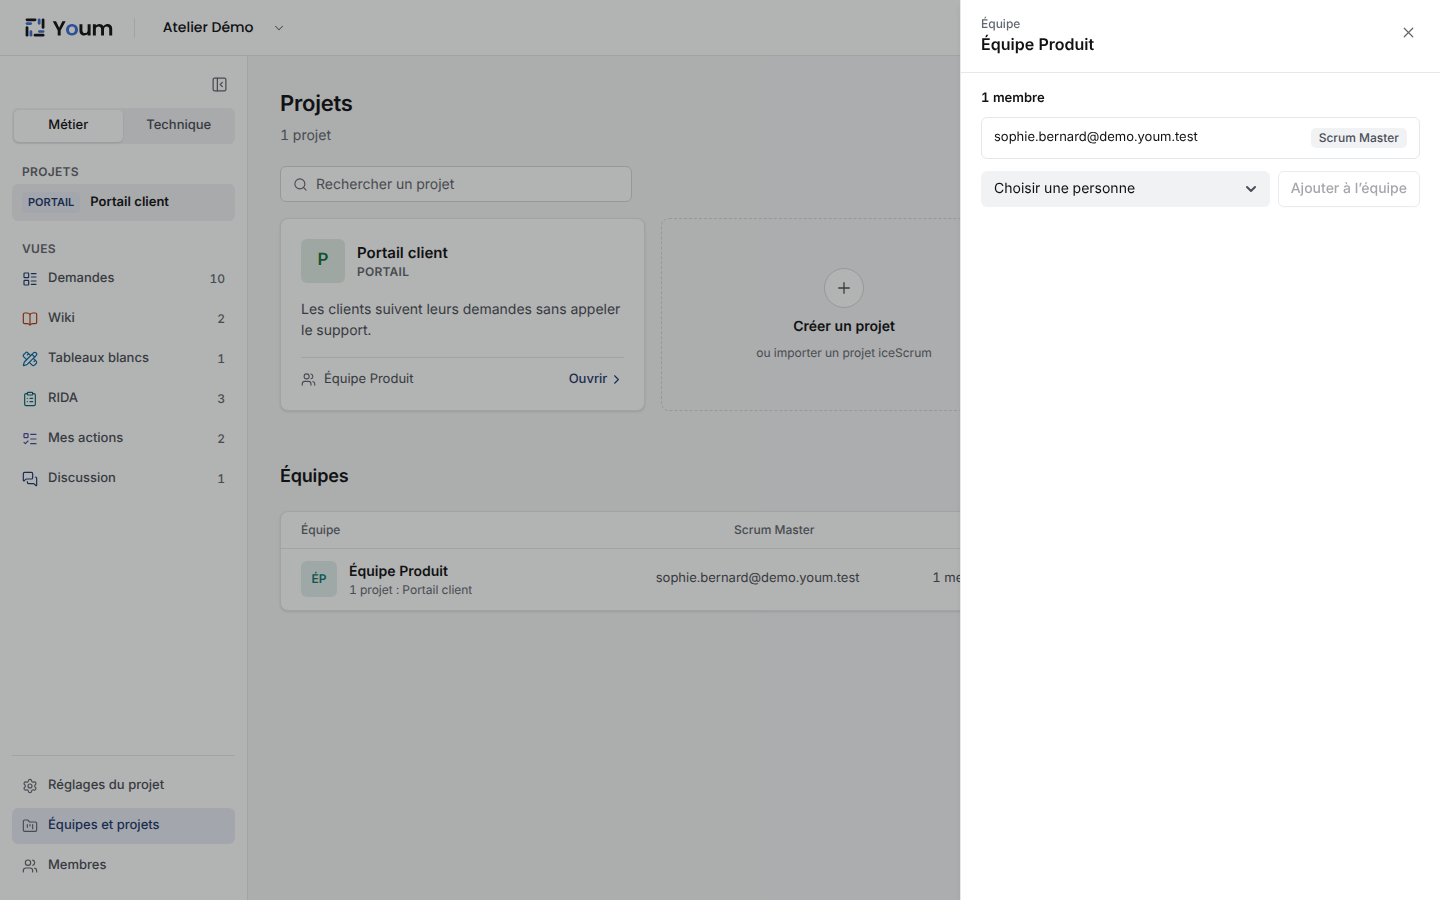 Youm
Atelier Démo
Métier
Technique
PROJETS
PORTAIL
Portail client
VUES
Demandes
10
Wiki
2
Tableaux blancs
1
RIDA
3
Mes actions
2
Discussion
1
Réglages du projet
Équipes et projets
Membres
Projets
1 projet
Rechercher un projet
P
Portail client
PORTAIL
Les clients suivent leurs demandes sans appeler
le support.
Équipe Produit
Ouvrir
Créer un projet
ou importer un projet iceScrum
Équipes
Équipe
Scrum Master
ÉP
Équipe Produit
1 projet : Portail client
sophie.bernard@demo.youm.test
1 me
Équipe
Équipe Produit
1 membre
sophie.bernard@demo.youm.test
Scrum Master
Choisir une personne
Ajouter à l'équipe